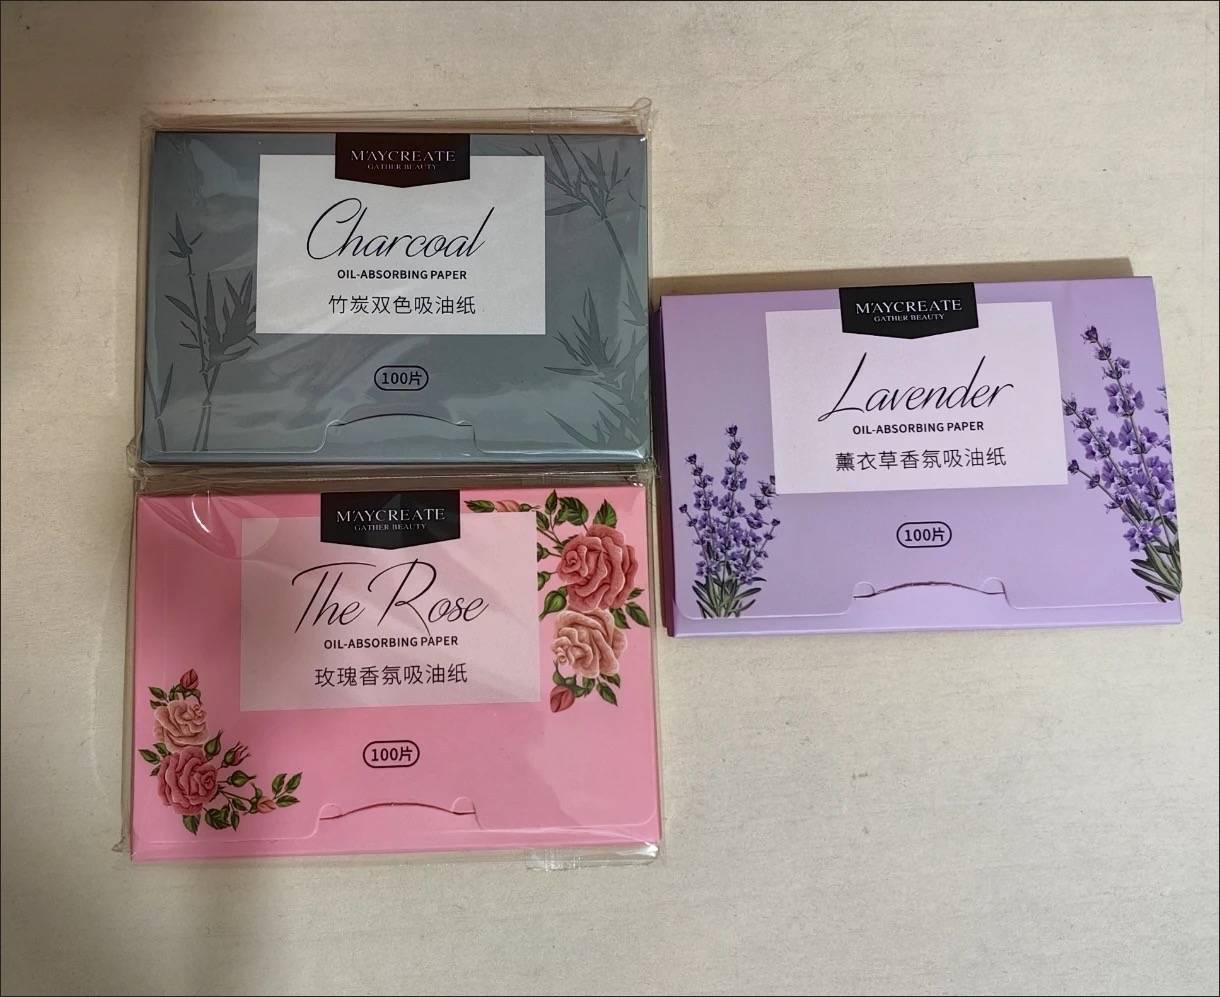 M'AYCREATE
GATHER BEAUTY
Charcoal
OIL-ABSORBING PAPER
竹炭双色吸油纸
100片
M'AYCREATE
GATHER BEAUTY
The Rose
OIL-ABSORBING PAPER
玫瑰香氛吸油纸
100片
M'AYCREATE
GATHER BEAUTY
Lavender
OIL-ABSORBING PAPER
薰衣草香氛吸油纸
100片